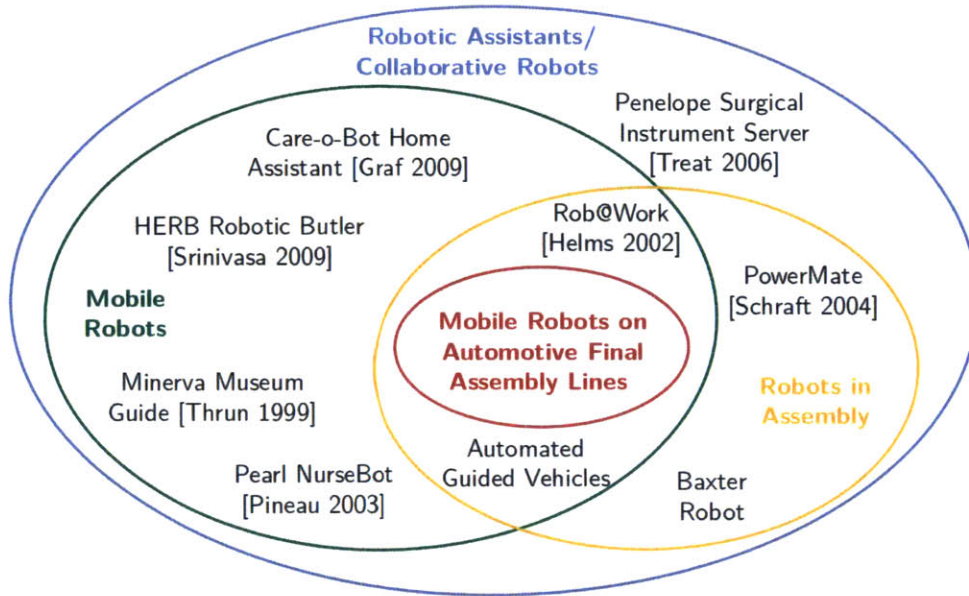 Robotic Assistants/
Collaborative Robots
Penelope Surgical
Instrument Server
[Treat 2006]
Care-o-Bot Home
Assistant [Graf 2009]
HERB Robotic Butler
[Srinivasa 2009]
Rob@Work
[Helms 2002]
PowerMate
[Schraft 2004]
Mobile
Robots
Mobile Robots on
Automotive Final
Assembly Lines
Minerva Museum
Guide [Thrun 1999]
Robots in
Assembly
Automated
Guided Vehicles
Pearl NurseBot
[Pineau 2003]
Baxter
Robot